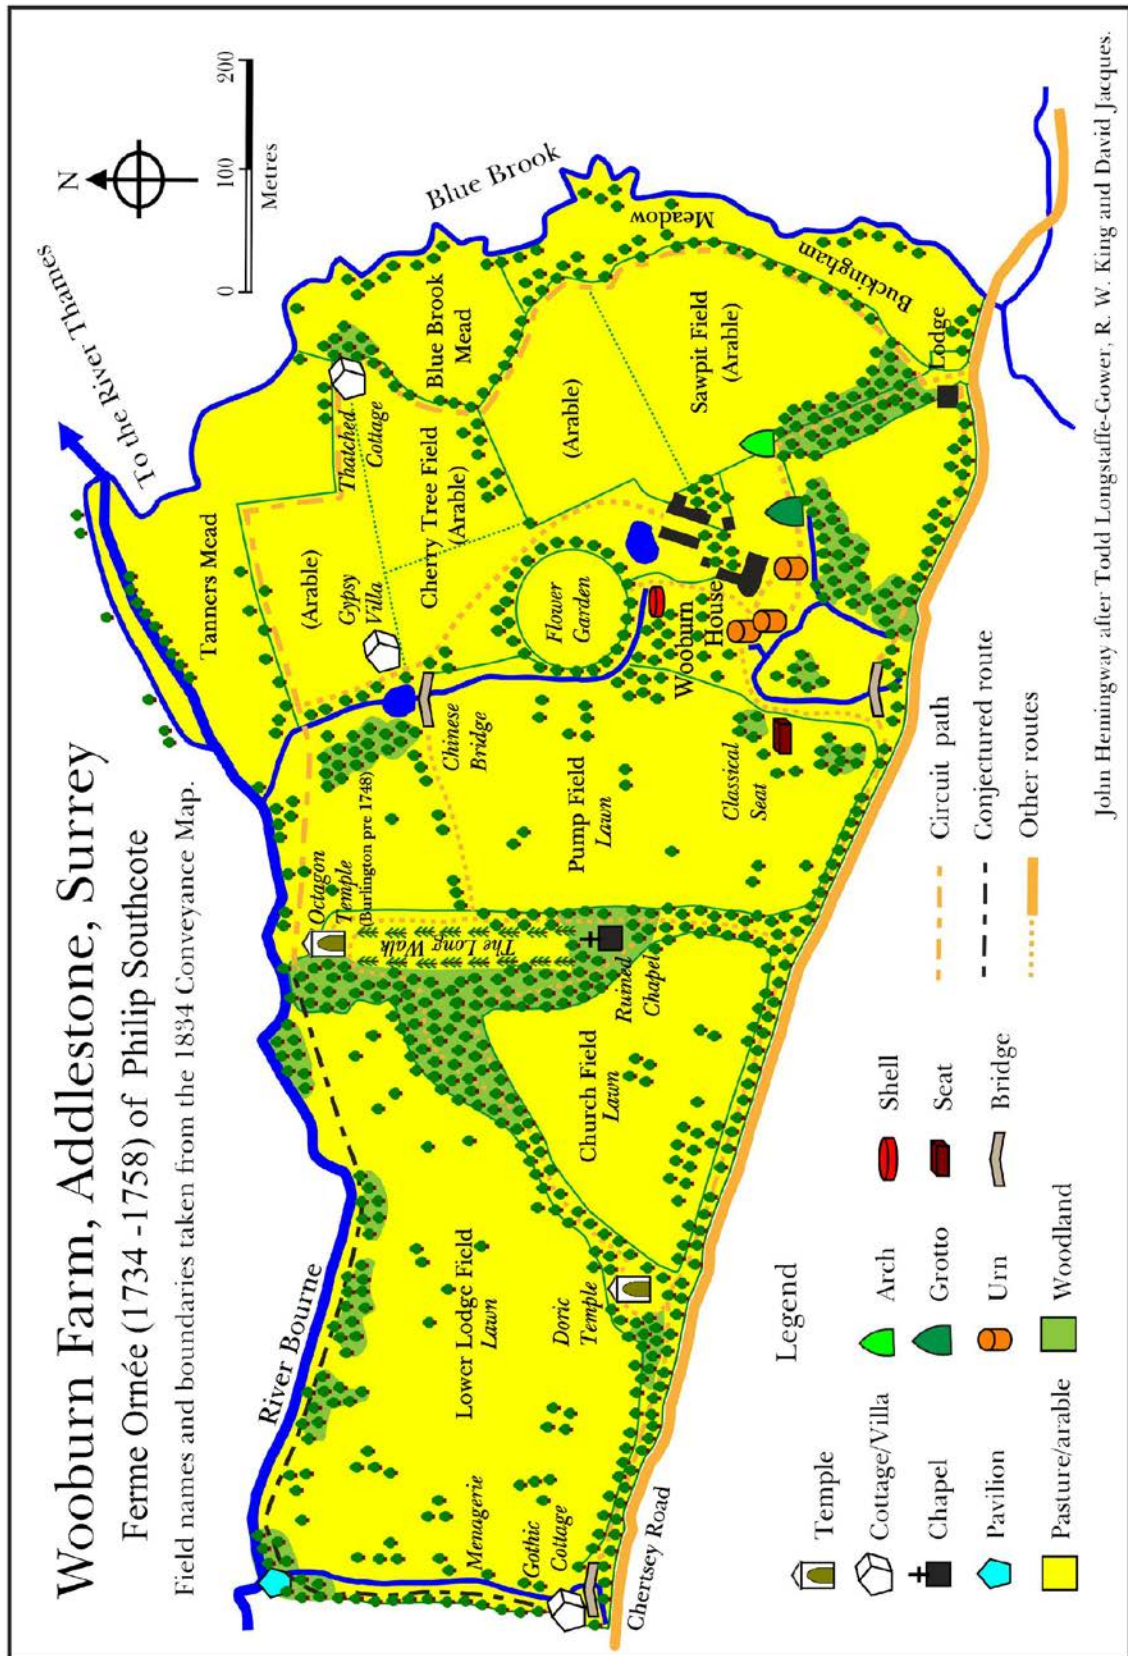 Wooburn Farm, Addlestone, Surrey
Ferme Ornée (1734 -1758) of Philip Southcote
Field names and boundaries taken from the 1834 Conveyance Map.
N
0 100 200
Metres
To the River Thames
Blue Brook
River Bourne
Tanners Mead
(Arable)
Gypsy
Villa
Thatched
Cottage
Cherry Tree Field
(Arable)
Blue Brook
Mead
(Arable)
Meadow
Buckingham
Sawpit Field
(Arable)
Lodge
Flower
Garden
Wooburn
House
Octagon
Temple
(Burlington pre 1748)
Chinese
Bridge
The Long Walk
Pump Field
Lawn
Classical
Seat
Ruined
Chapel
Church Field
Lawn
Lower Lodge Field
Lawn
Doric
Temple
Menagerie
Gothic
Cottage
Chertsey Road
Legend
Temple
Cottage/Villa
Chapel
Pavilion
Pasture/arable
Arch
Grotto
Urn
Woodland
Shell
Seat
Bridge
Circuit path
Conjectured route
Other routes
John Hemingway after Todd Longstaffe-Gower, R. W. King and David Jacques.